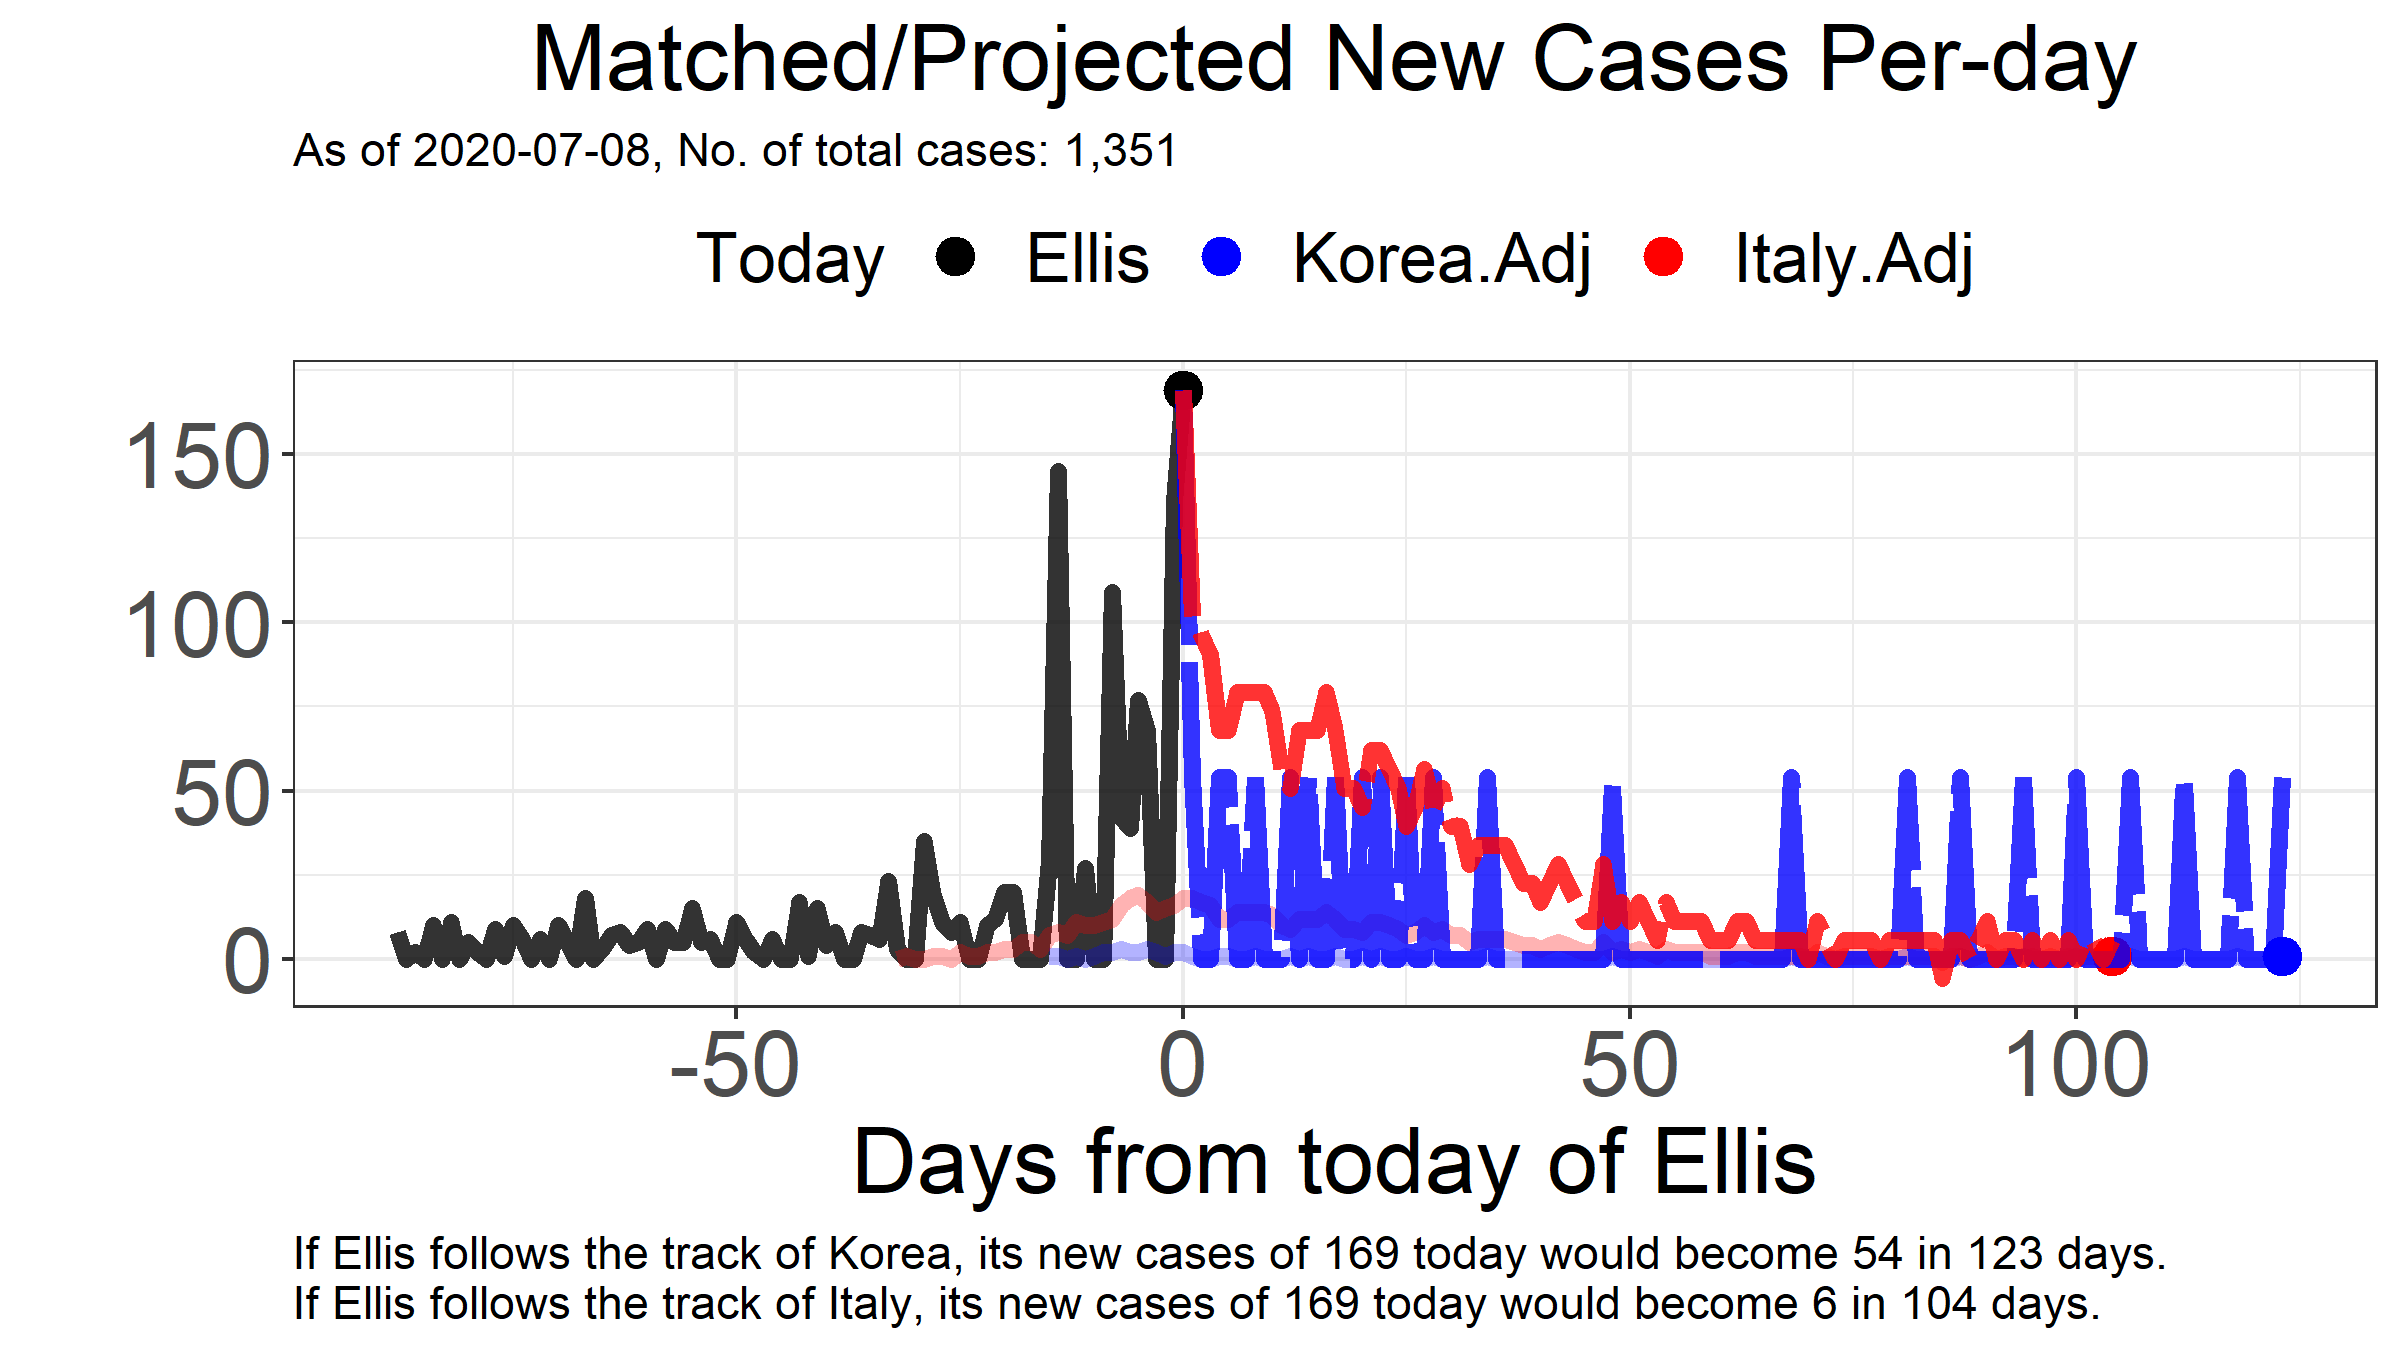 Matched/Projected New Cases Per-day
As of 2020-07-08, No. of total cases: 1,351
Today Ellis Korea.Adj Italy.Adj
150
100
50
0
-50 0 50 100
Days from today of Ellis
If Ellis follows the track of Korea, its new cases of 169 today would become 54 in 123 days.
If Ellis follows the track of Italy, its new cases of 169 today would become 6 in 104 days.